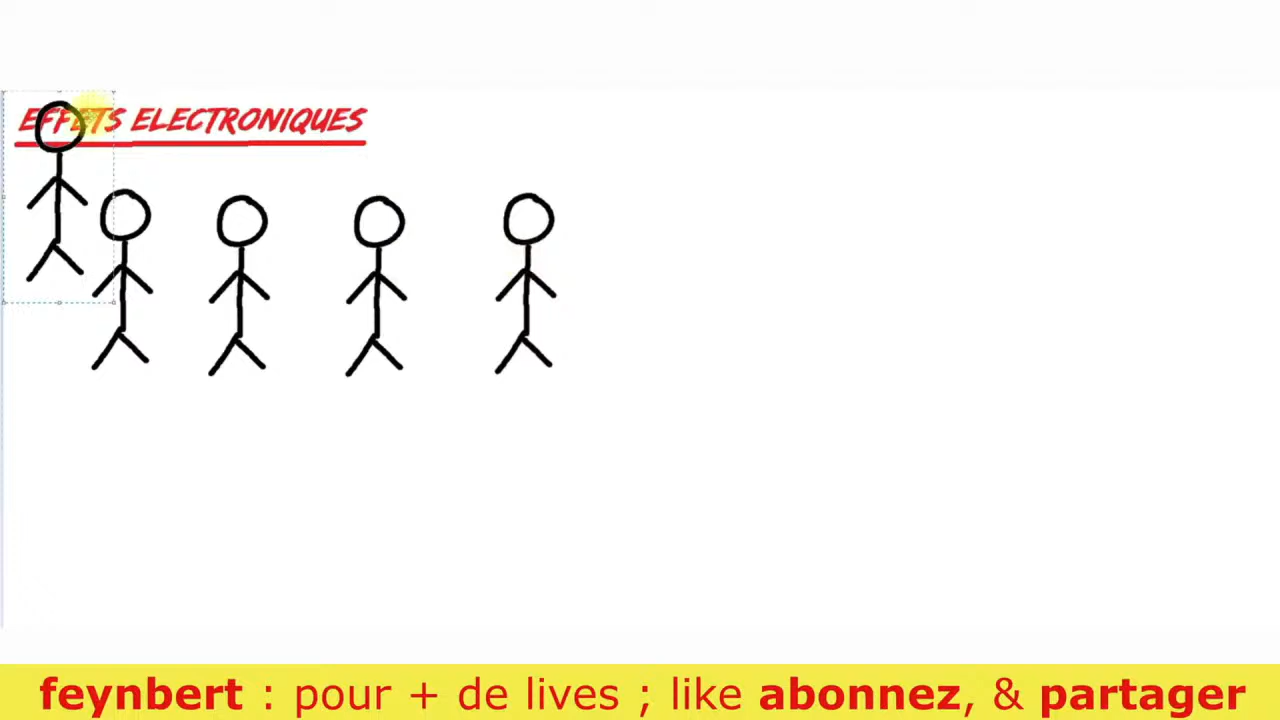 EFFETS ELECTRONIQUES
feynbert : pour + de lives ; like abonnez, & partager